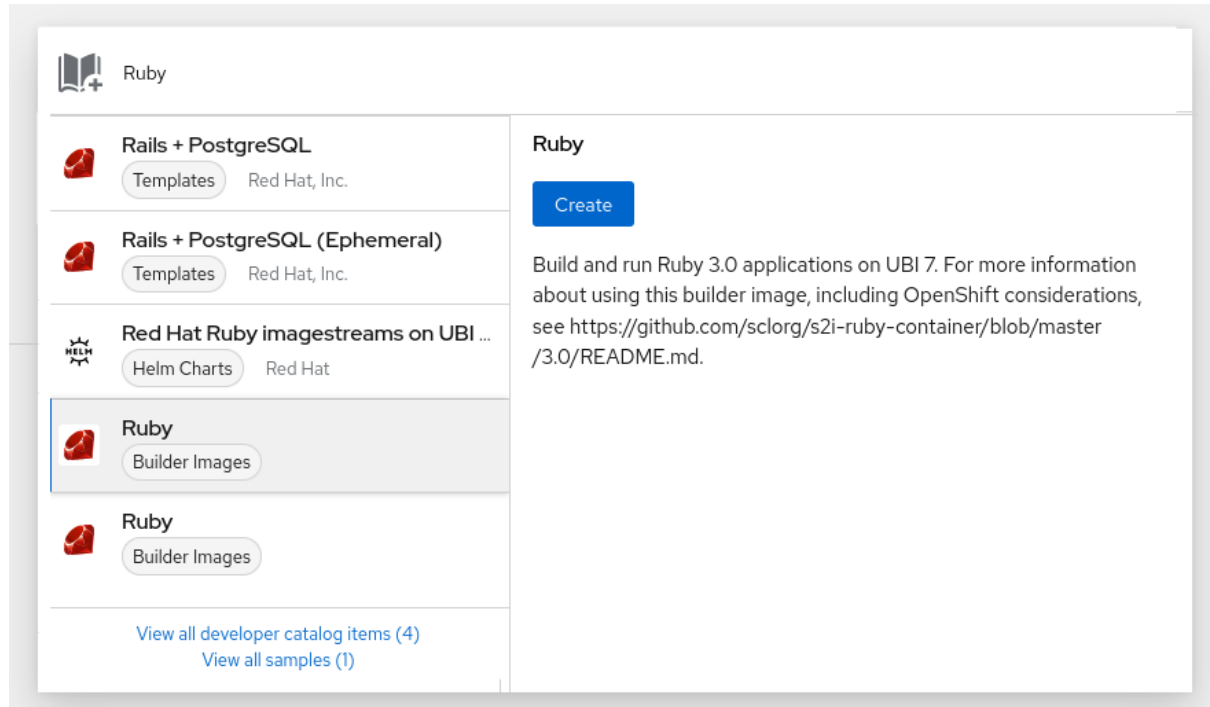 Ruby
Rails + PostgreSQL
Templates Red Hat, Inc.
Rails + PostgreSQL (Ephemeral)
Templates Red Hat, Inc.
HELM
Red Hat Ruby imagestreams on UBI ...
Helm Charts Red Hat
Ruby
Builder Images
Ruby
Builder Images
View all developer catalog items (4)
View all samples (1)
Ruby
Create
Build and run Ruby 3.0 applications on UBI 7. For more information
about using this builder image, including OpenShift considerations,
see https://github.com/sclorg/s2i-ruby-container/blob/master
/3.0/README.md.